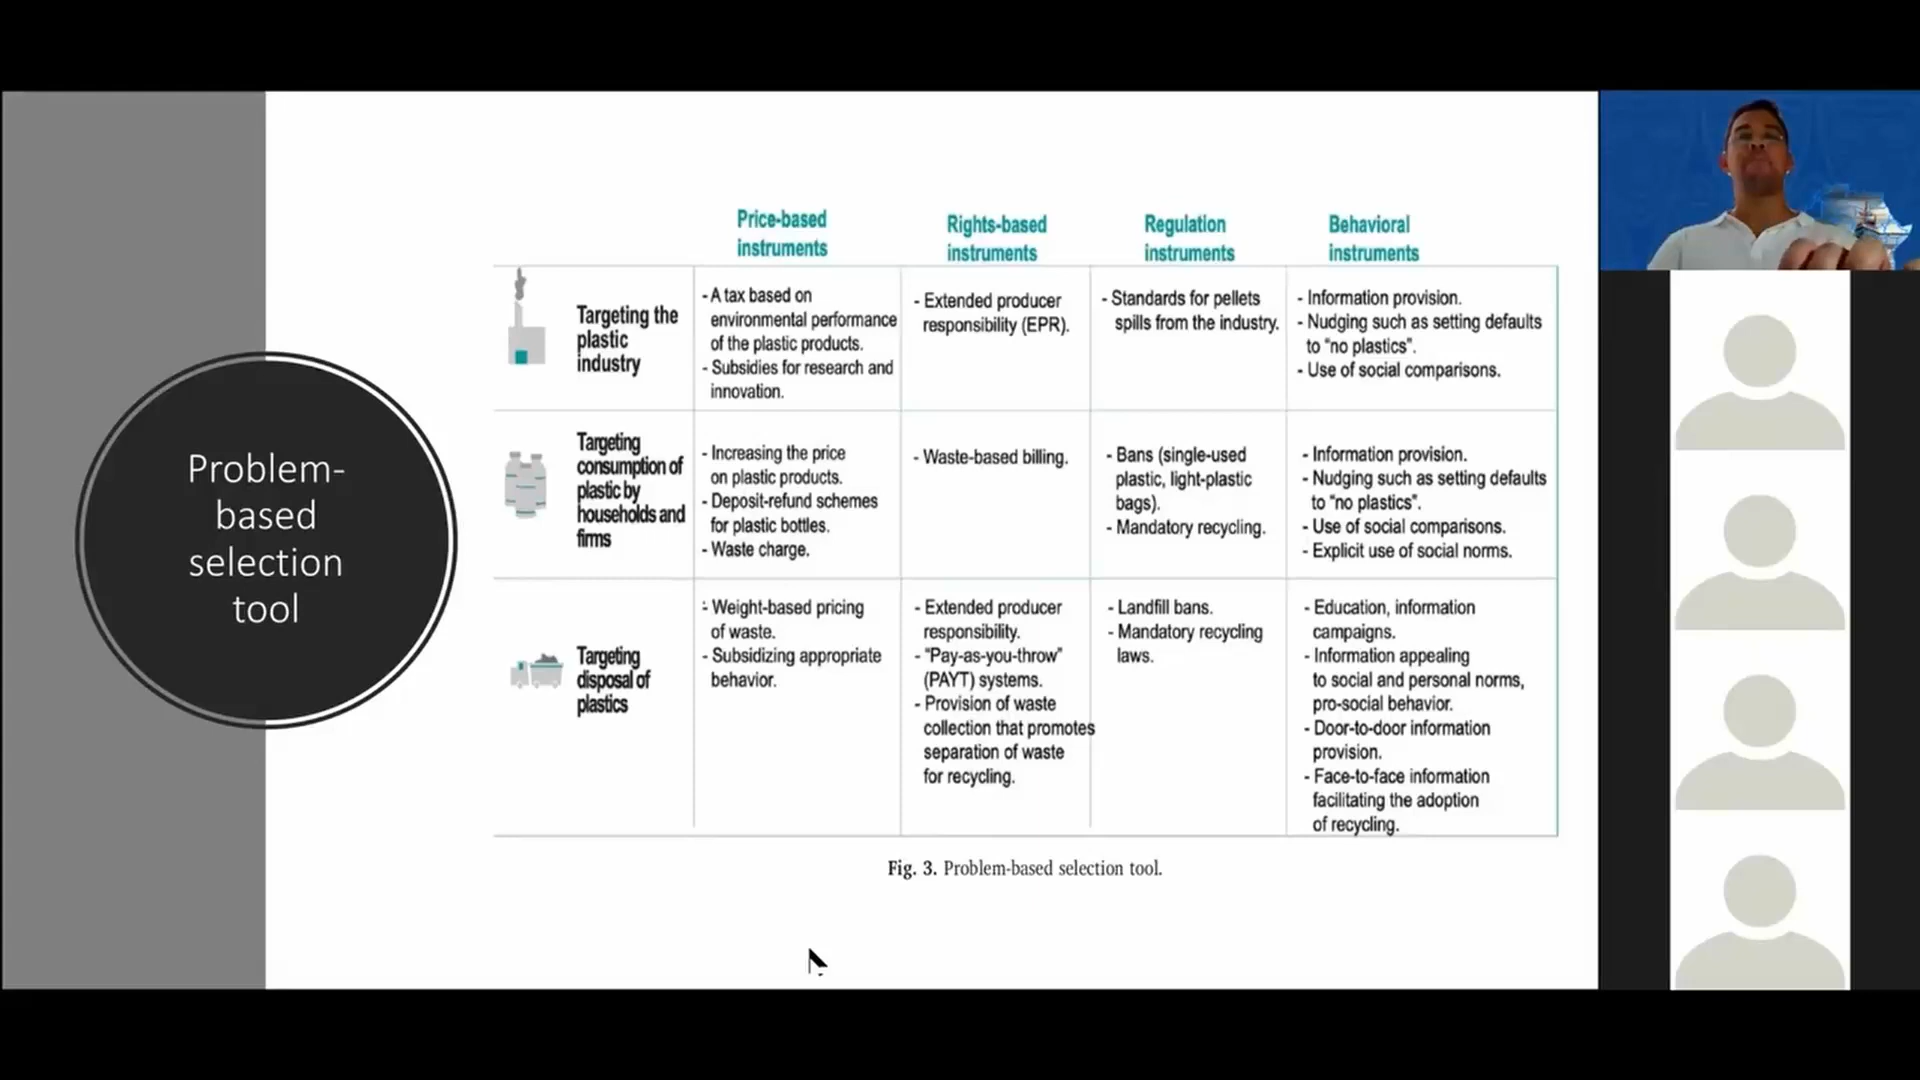 Problem-
based
selection
tool
Price-based
instruments
Rights-based
instruments
Regulation
instruments
Behavioral
instruments
Targeting the
plastic
industry
- A tax based on
environmental performance
of the plastic products.
- Subsidies for research and
innovation.
- Extended producer
responsibility (EPR).
- Standards for pellets
spills from the industry.
- Information provision.
- Nudging such as setting defaults
to “no plastics”.
- Use of social comparisons.
Targeting
consumption of
plastic by
households and
firms
- Increasing the price
on plastic products.
- Deposit-refund schemes
for plastic bottles.
- Waste charge.
- Waste-based billing.
- Bans (single-used
plastic, light-plastic
bags).
- Mandatory recycling.
- Information provision.
- Nudging such as setting defaults
to “no plastics”.
- Use of social comparisons.
- Explicit use of social norms.
Targeting
disposal of
plastics
- Weight-based pricing
of waste.
- Subsidizing appropriate
behavior.
- Extended producer
responsibility.
- “Pay-as-you-throw”
(PAYT) systems.
- Provision of waste
collection that promotes
separation of waste
for recycling.
- Landfill bans.
- Mandatory recycling
laws.
- Education, information
campaigns.
- Information appealing
to social and personal norms,
pro-social behavior.
- Door-to-door information
provision.
- Face-to-face information
facilitating the adoption
of recycling.
Fig. 3. Problem-based selection tool.